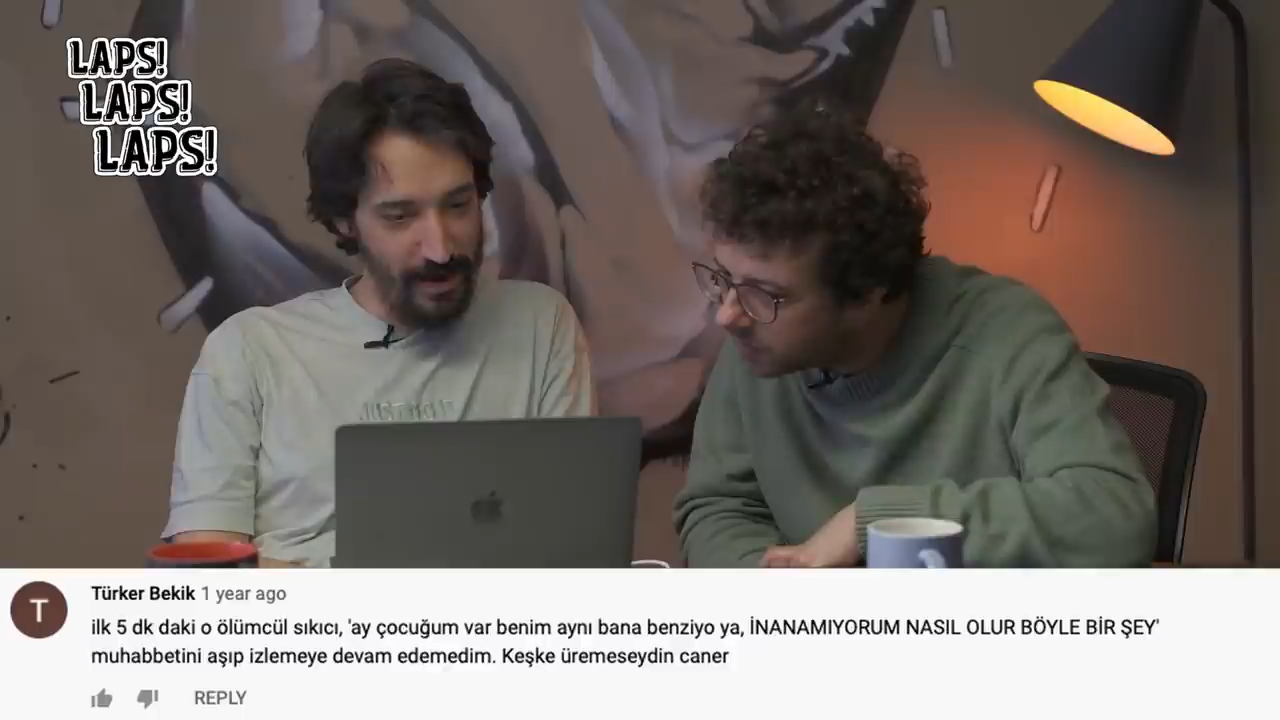 LAPS!
LAPS!
LAPS!
T
Türker Bekik 1 year ago
ilk 5 dk daki o ölümcül sıkıcı, 'ay çocuğum var benim aynı bana benziyo ya, İNANAMIYORUM NASIL OLUR BÖYLE BİR ŞEY'
muhabbetini aşıp izlemeye devam edemedim. Keşke üremeseydin caner
REPLY